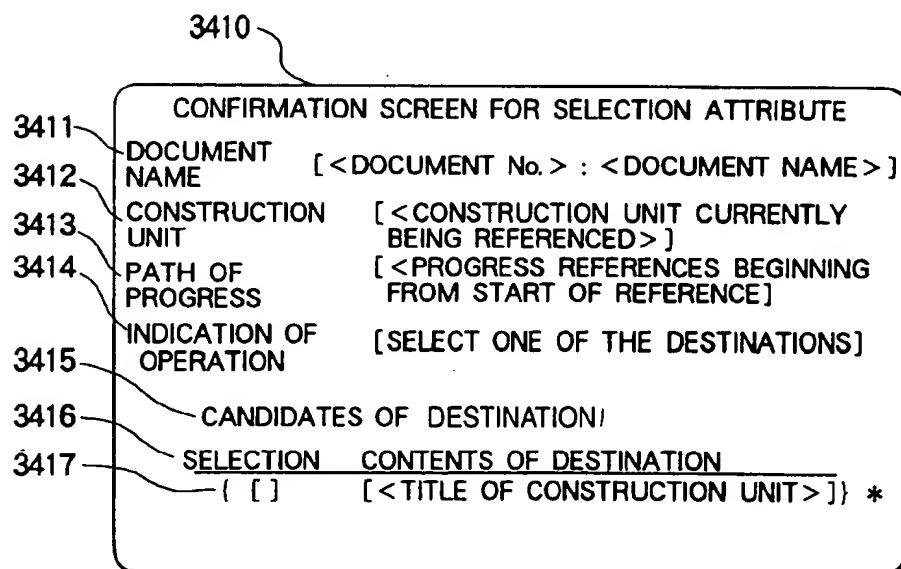 3410
CONFIRMATION SCREEN FOR SELECTION ATTRIBUTE
3411
DOCUMENT
NAME [<DOCUMENT No.> : <DOCUMENT NAME>]
3412
CONSTRUCTION [<CONSTRUCTION UNIT CURRENTLY
UNIT BEING REFERENCED>]
3413
PATH OF [<PROGRESS REFERENCES BEGINNING
PROGRESS FROM START OF REFERENCE]
3414
INDICATION OF
OPERATION [SELECT ONE OF THE DESTINATIONS]
3415
CANDIDATES OF DESTINATION/
3416
SELECTION CONTENTS OF DESTINATION
3417
{ [ ] [<TITLE OF CONSTRUCTION UNIT>]} *